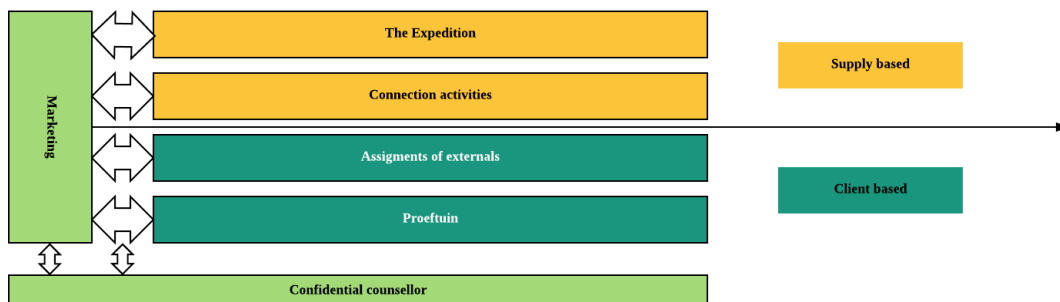 Marketing
The Expedition
Connection activities
Assigments of externals
Proeftuin
Confidential counsellor
Supply based
Client based